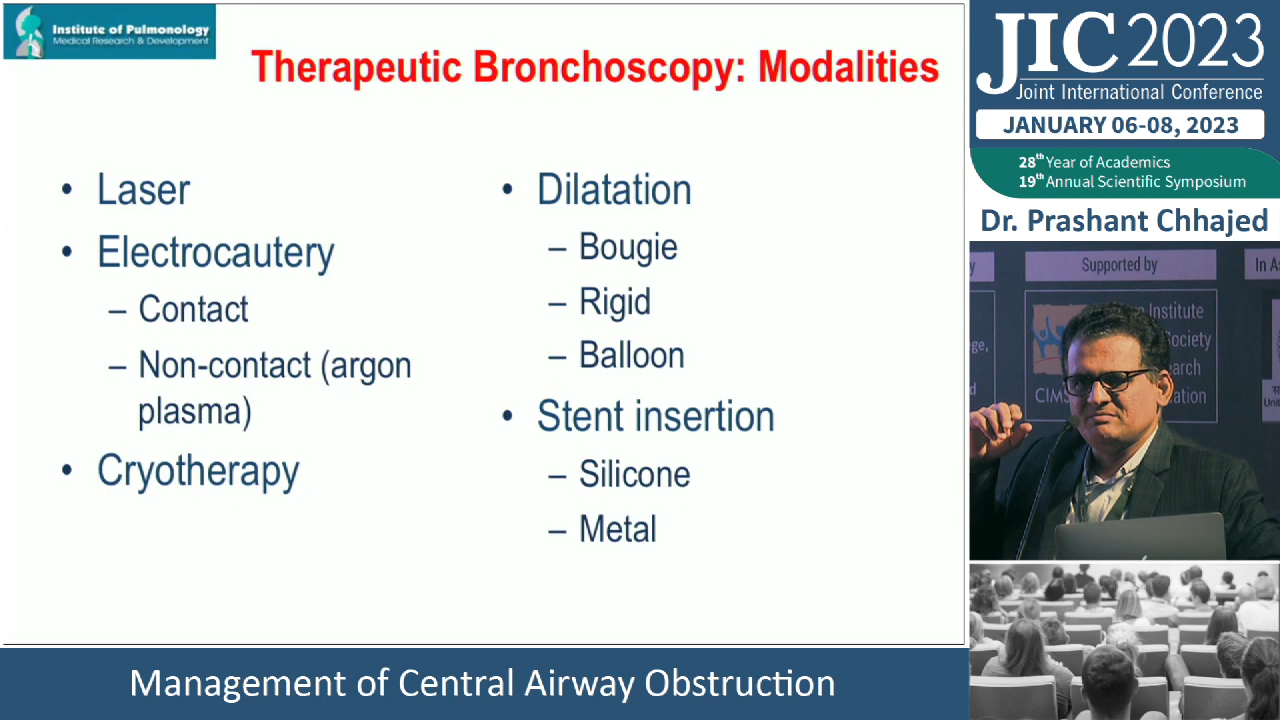 Institute of Pulmonology
Medical Research & Development
Therapeutic Bronchoscopy: Modalities
• Laser
• Electrocautery
– Contact
– Non-contact (argon
plasma)
• Cryotherapy
• Dilatation
– Bougie
– Rigid
– Balloon
• Stent insertion
– Silicone
– Metal
Management of Central Airway Obstruction
JIC 2023
Joint International Conference
JANUARY 06-08, 2023
28th Year of Academics
19th Annual Scientific Symposium
Dr. Prashant Chhajed
Supported by
In
Institute
Society
CIMS